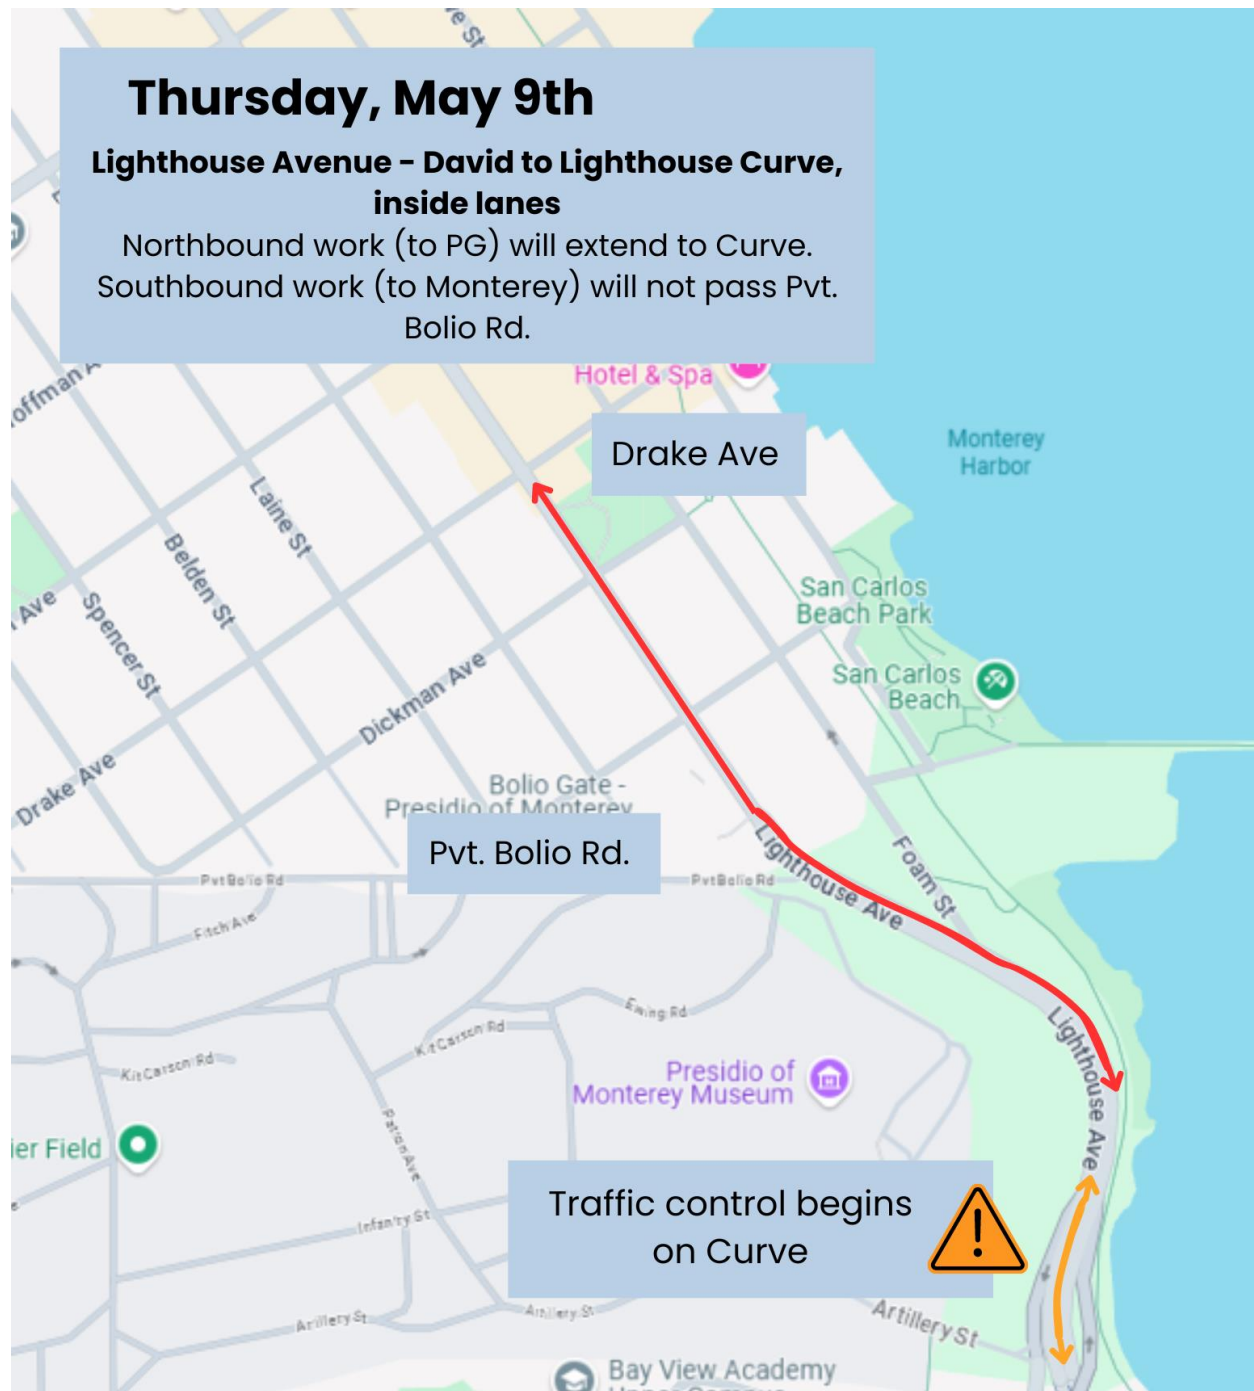 Thursday, May 9th
Lighthouse Avenue - David to Lighthouse Curve,
inside lanes
Northbound work (to PG) will extend to Curve.
Southbound work (to Monterey) will not pass Pvt.
Bolio Rd.
Hotel & Spa
Drake Ave
Monterey
Harbor
Laine St
Belden St
Spencer St
Ave
San Carlos
Beach Park
San Carlos
Beach
Dickman Ave
Drake Ave
Bolio Gate -
Presidio of Monterey
Pvt. Bolio Rd.
Lighthouse Ave
Foam St
Pvt Bolio Rd
Pvt Bolio Rd
Fitch Ave
Ewing Rd
Kit Carson Rd
Kit Carson Rd
Lighthouse Ave
Presidio of
Monterey Museum
Patton Ave
Field
Infantry St
Traffic control begins
on Curve
Artillery St
Artillery St
Artillery St
Bay View Academy